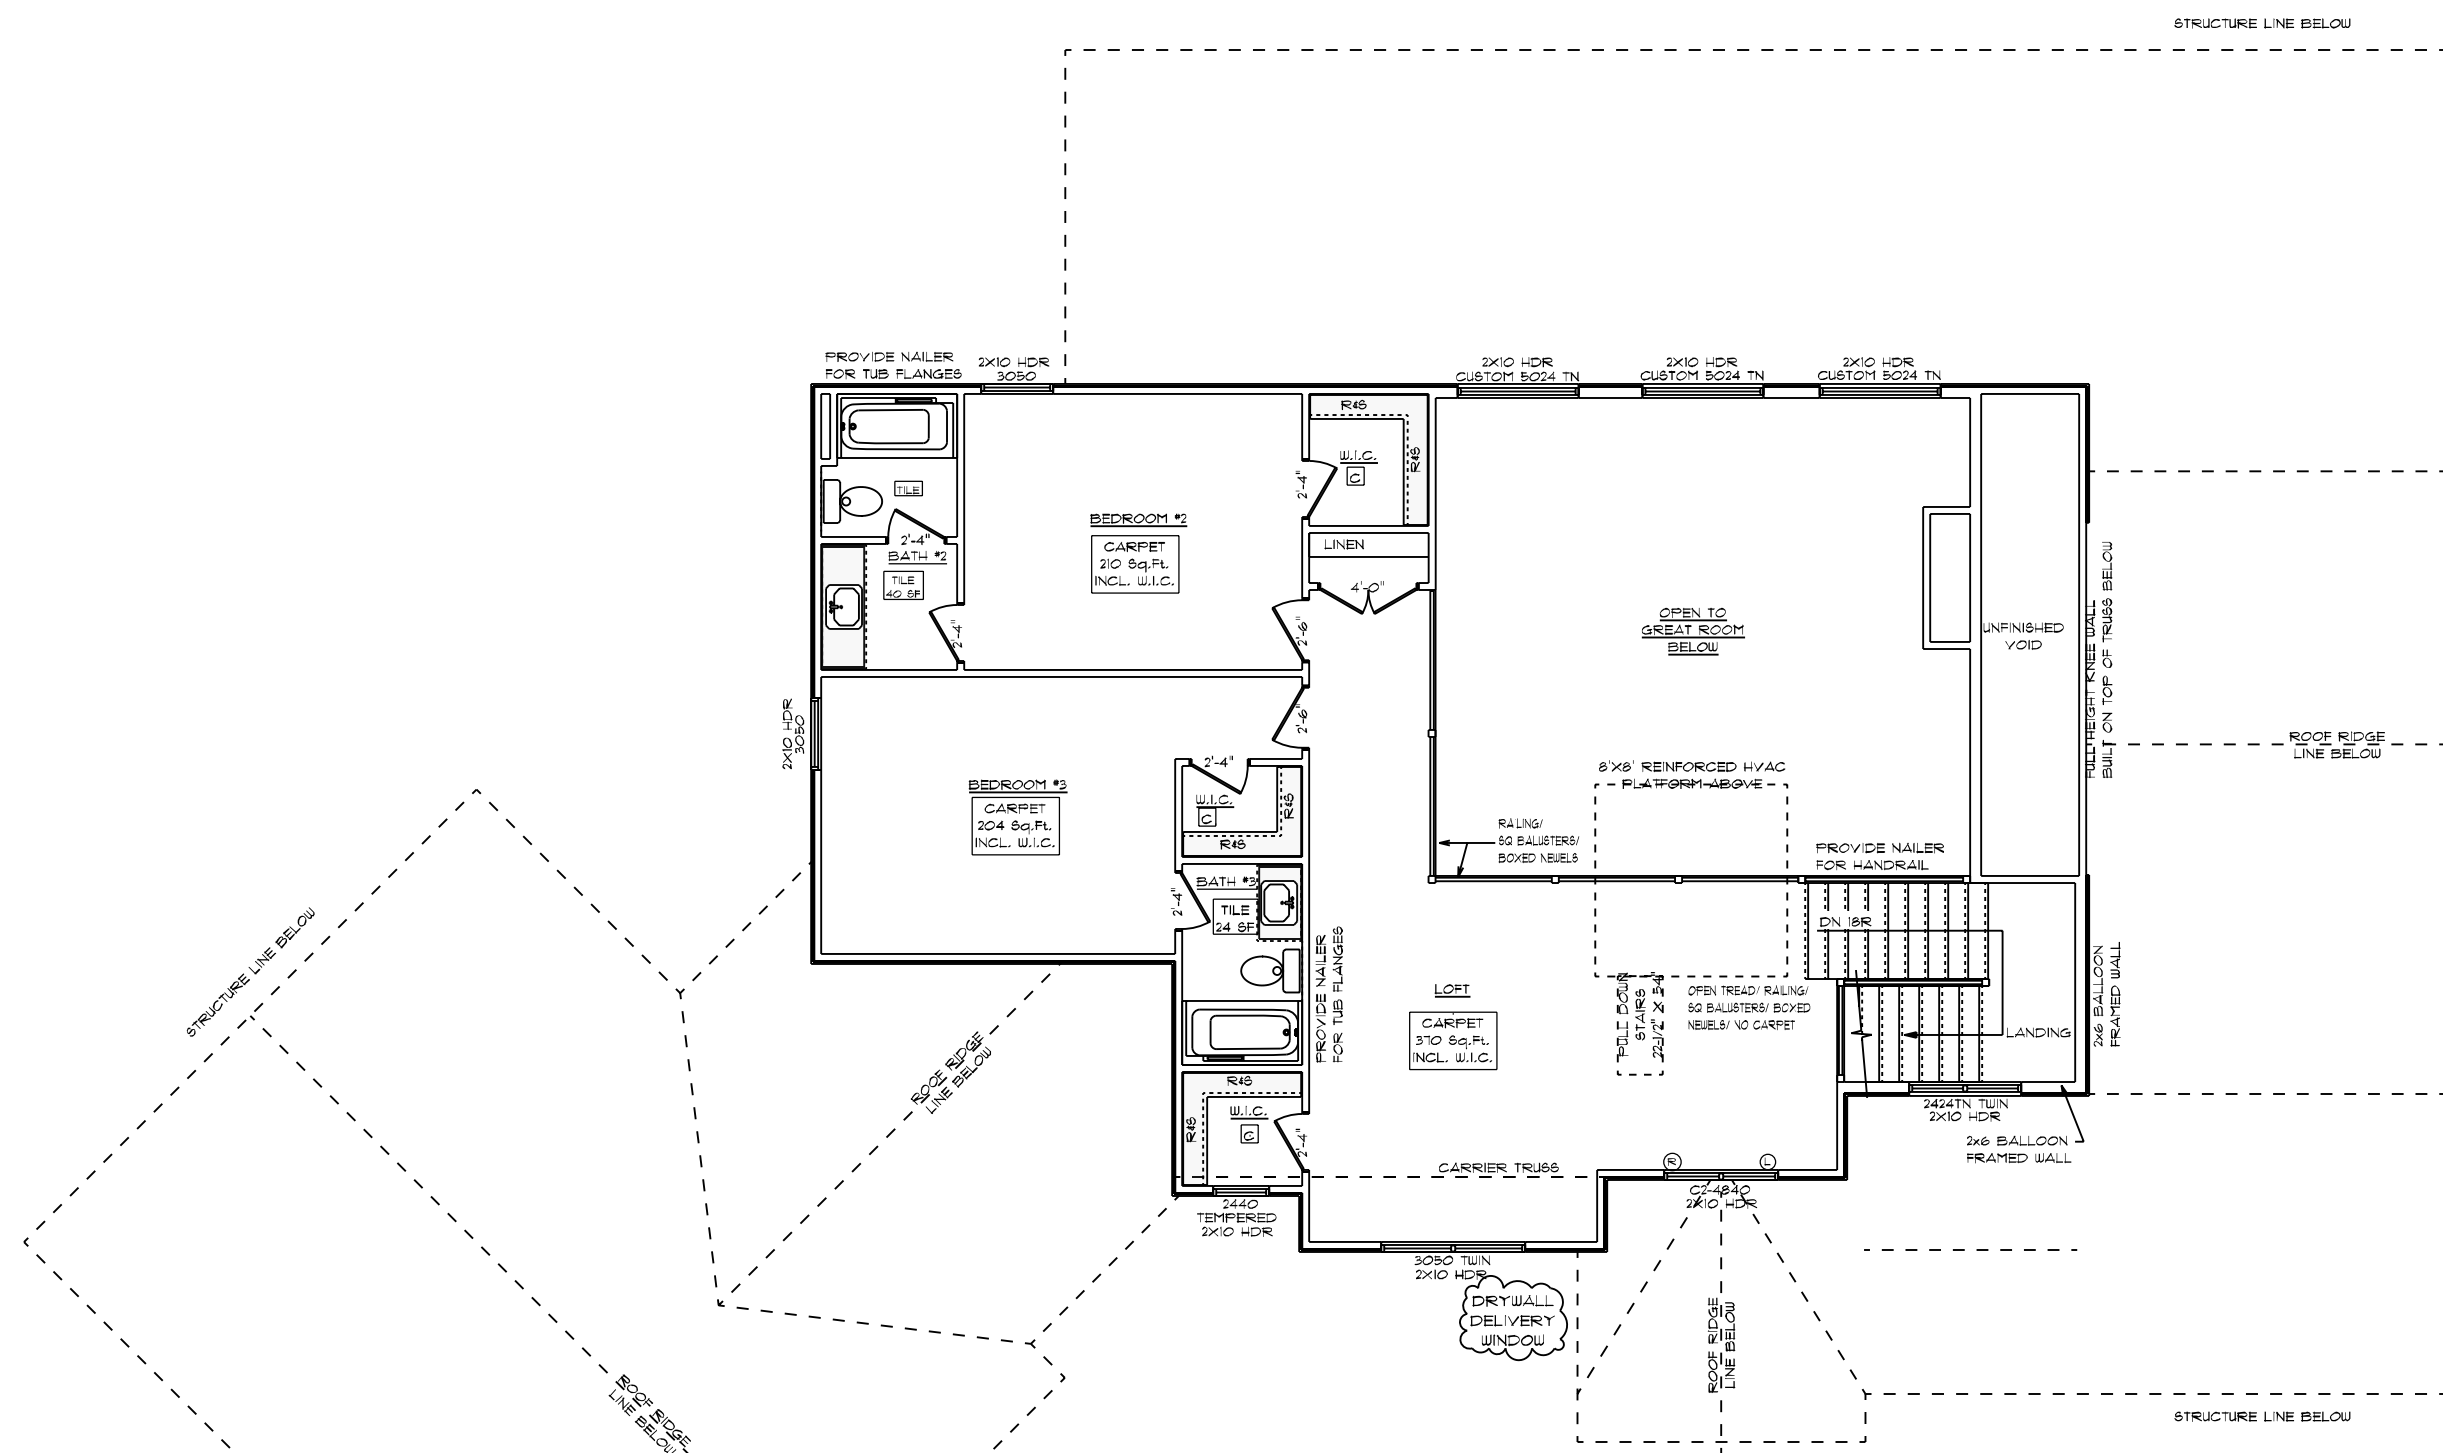 STRUCTURE LINE BELOW
PROVIDE NAILER
FOR TUB FLANGES
2X10 HDR
3050
2X10 HDR
CUSTOM 5024 TN
2X10 HDR
CUSTOM 5024 TN
2X10 HDR
CUSTOM 5024 TN
R&S
R&S
W.I.C.
C
2'-4"
TILE
2'-4"
BATH #2
TILE
40 SF
2'-4"
BEDROOM #2
CARPET
210 Sq.Ft.
INCL. W.I.C.
LINEN
4'-0"
2'-6"
OPEN TO
GREAT ROOM
BELOW
UNFINISHED
VOID
FULL HEIGHT KNEE WALL
BUILT ON TOP OF TRUSS BELOW
ROOF RIDGE
LINE BELOW
2X10 HDR
3050
2'-6"
2'-4"
BEDROOM #3
CARPET
204 Sq.Ft.
INCL. W.I.C.
W.I.C.
C
R&S
R&S
8'X8' REINFORCED HVAC
PLATFORM ABOVE
RAILING/
SQ BALUSTERS/
BOXED NEWELS
PROVIDE NAILER
FOR HANDRAIL
BATH #3
TILE
24 SF
2'-4"
DN 18R
STRUCTURE LINE BELOW
PROVIDE NAILER
FOR TUB FLANGES
LOFT
CARPET
370 Sq.Ft.
INCL. W.I.C.
PULL DOWN
STAIRS
22-1/2" X 54"
OPEN TREAD/ RAILING/
SQ BALUSTERS/ BOXED
NEWELS/ NO CARPET
LANDING
2x6 BALLOON
FRAMED WALL
ROOF RIDGE
LINE BELOW
R&S
R&S
W.I.C.
C
2'-4"
2424TN TWIN
2X10 HDR
2x6 BALLOON
FRAMED WALL
CARRIER TRUSS
R
L
C2-4840
2X10 HDR
2440
TEMPERED
2X10 HDR
3050 TWIN
2X10 HDR
DRYWALL
DELIVERY
WINDOW
ROOF RIDGE
LINE BELOW
ROOF RIDGE
LINE BELOW
STRUCTURE LINE BELOW